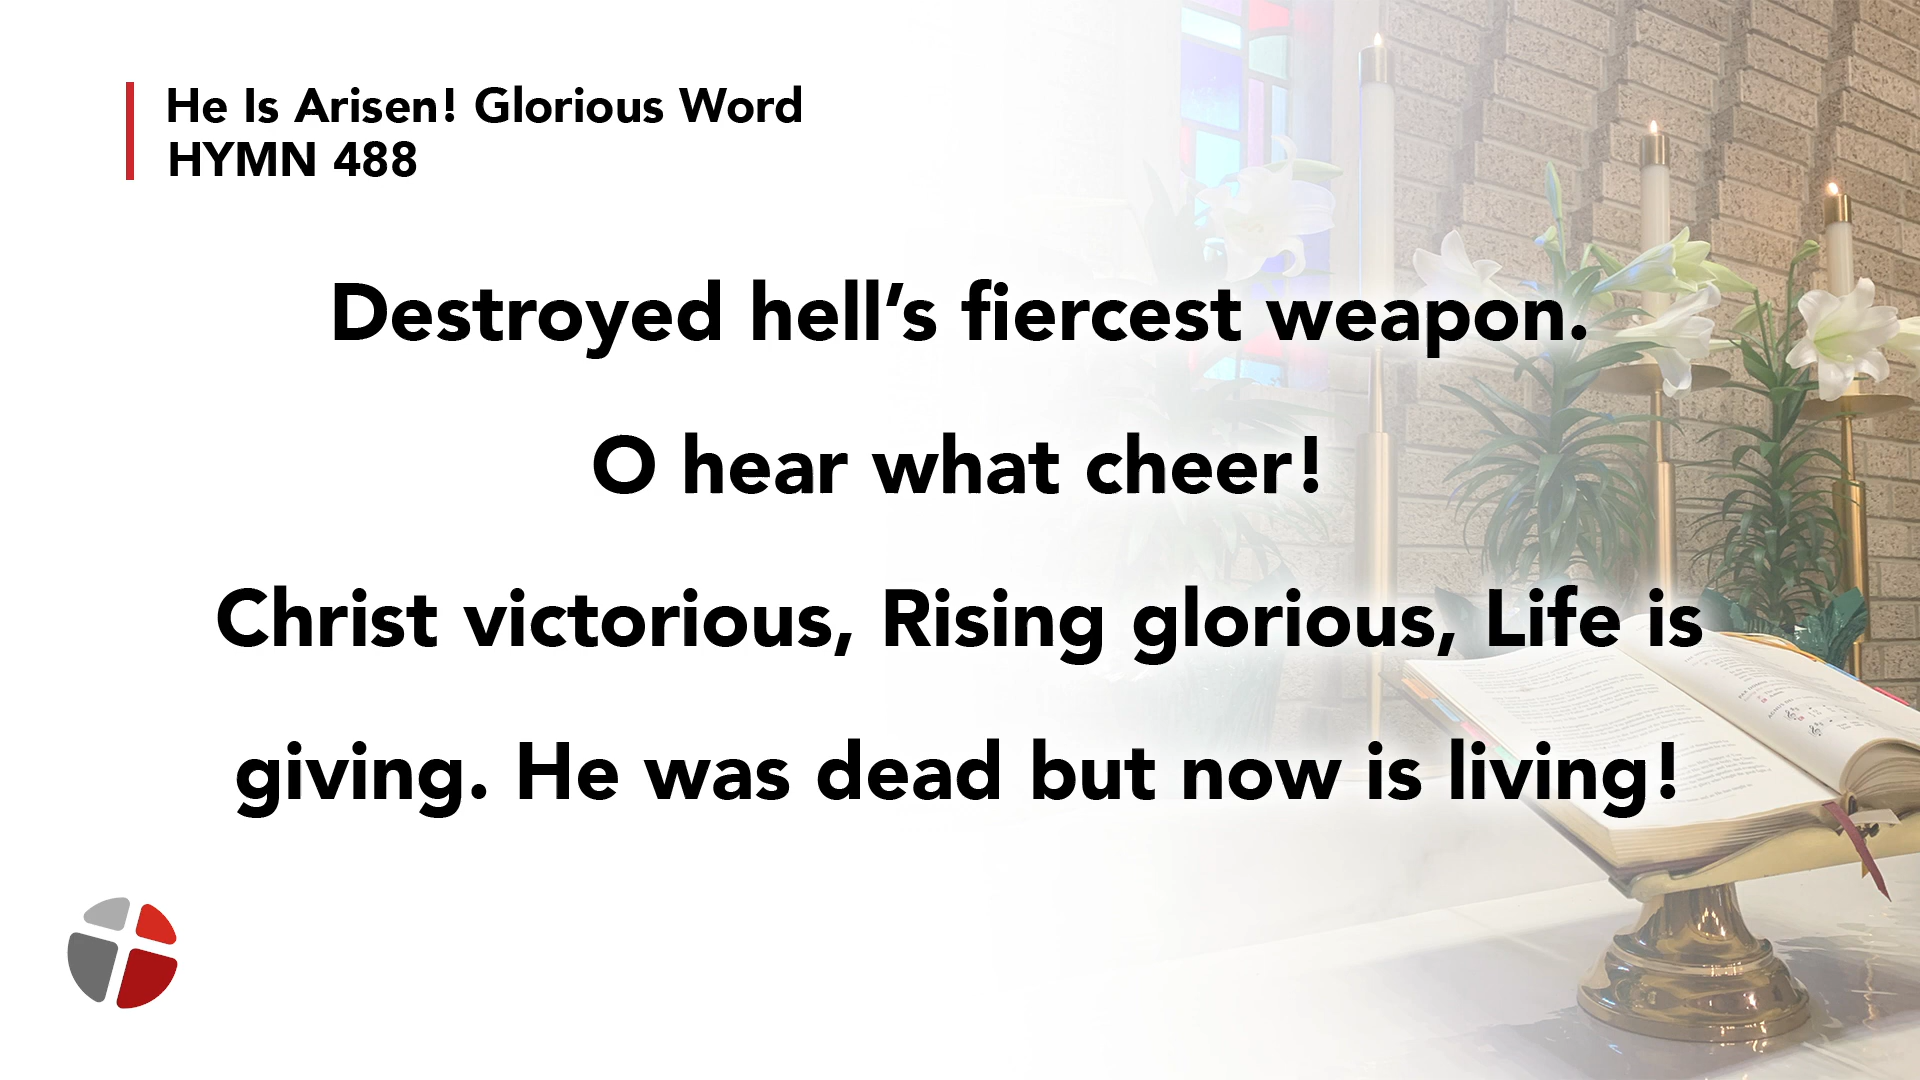 He Is Arisen! Glorious Word
HYMN 488
Destroyed hell’s fiercest weapon.
O hear what cheer!
Christ victorious, Rising glorious, Life is
giving. He was dead but now is living!